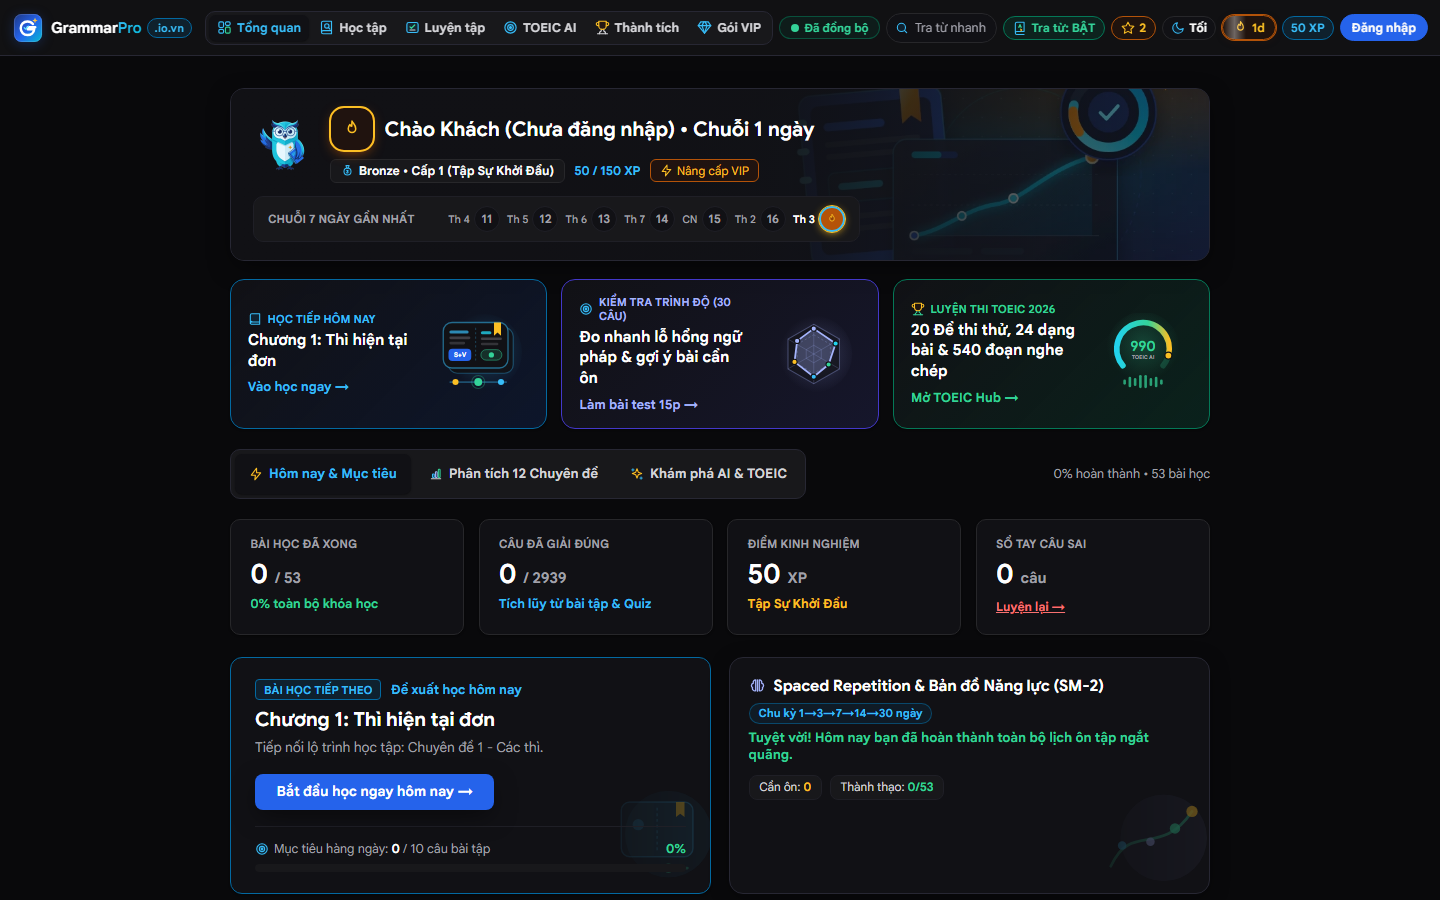 GrammarPro .io.vn Tổng quan Học tập Luyện tập TOEIC AI Thành tích Gói VIP Đã đồng bộ Tra từ nhanh Tra từ: BẬT 2 Tối 1d 50 XP Đăng nhập
Chào Khách (Chưa đăng nhập) • Chuỗi 1 ngày
Bronze • Cấp 1 (Tập Sự Khởi Đầu) 50 / 150 XP Nâng cấp VIP
CHUỖI 7 NGÀY GẦN NHẤT Th 4 11 Th 5 12 Th 6 13 Th 7 14 CN 15 Th 2 16 Th 3
HỌC TIẾP HÔM NAY
Chương 1: Thì hiện tại
đơn
Vào học ngay →
S+V
KIỂM TRA TRÌNH ĐỘ (30
CÂU)
Đo nhanh lỗ hổng ngữ
pháp & gợi ý bài cần
ôn
Làm bài test 15p →
LUYỆN THI TOEIC 2026
20 Đề thi thử, 24 dạng
bài & 540 đoạn nghe
chép
Mở TOEIC Hub →
990
TOEIC AI
Hôm nay & Mục tiêu Phân tích 12 Chuyên đề Khám phá AI & TOEIC 0% hoàn thành • 53 bài học
BÀI HỌC ĐÃ XONG
0 / 53
0% toàn bộ khóa học
CÂU ĐÃ GIẢI ĐÚNG
0 / 2939
Tích lũy từ bài tập & Quiz
ĐIỂM KINH NGHIỆM
50 XP
Tập Sự Khởi Đầu
SỔ TAY CÂU SAI
0 câu
Luyện lại →
BÀI HỌC TIẾP THEO Đề xuất học hôm nay
Chương 1: Thì hiện tại đơn
Tiếp nối lộ trình học tập: Chuyên đề 1 - Các thì.
Bắt đầu học ngay hôm nay →
Mục tiêu hàng ngày: 0 / 10 câu bài tập 0%
Spaced Repetition & Bản đồ Năng lực (SM-2)
Chu kỳ 1→3→7→14→30 ngày
Tuyệt vời! Hôm nay bạn đã hoàn thành toàn bộ lịch ôn tập ngắt
quãng.
Cần ôn: 0 Thành thạo: 0/53